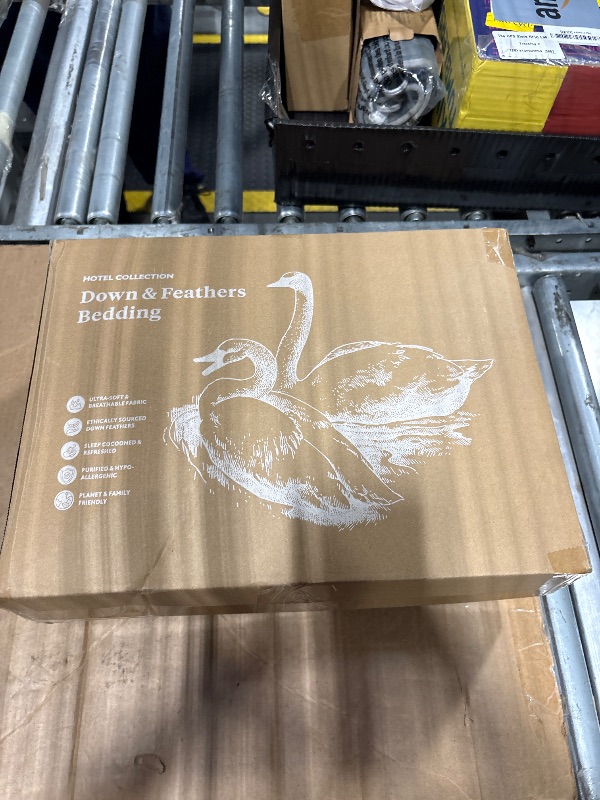 HOTEL COLLECTION
Down & Feathers
Bedding
ULTRA-SOFT &
BREATHABLE FABRIC
ETHICALLY SOURCED
DOWN FEATHERS
SLEEP COCOONED &
REFRESHED
PURIFIED & HYPO-
ALLERGENIC
PLANET & FAMILY
FRIENDLY